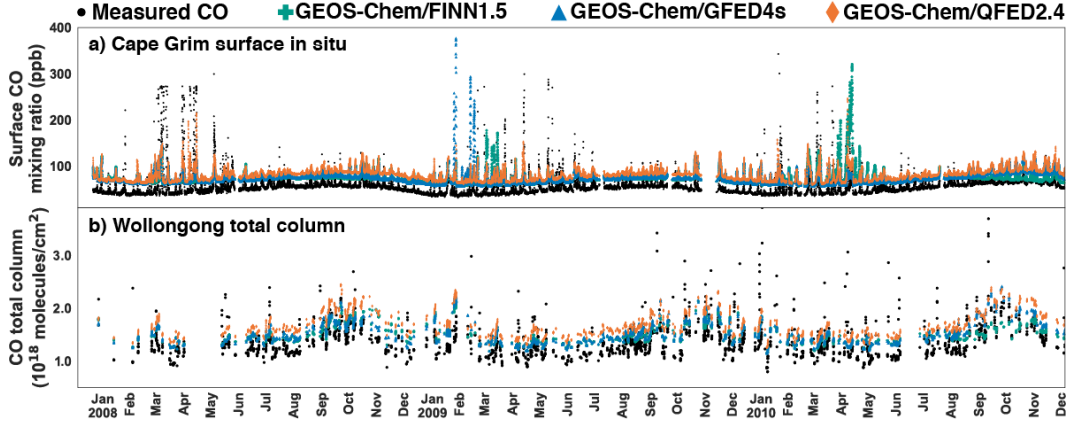 Measured CO GEOS-Chem/FINN1.5 GEOS-Chem/GFED4s GEOS-Chem/QFED2.4
a) Cape Grim surface in situ
Surface CO
mixing ratio (ppb)
400
300
200
100
b) Wollongong total column
CO total column
(10^18 molecules/cm^2)
3.0
2.0
1.0
Jan Feb Mar Apr May Jun Jul Aug Sep Oct Nov Dec Jan Feb Mar Apr May Jun Jul Aug Sep Oct Nov Dec Jan Feb Mar Apr May Jun Jul Aug Sep Oct Nov Dec
2008 2009 2010